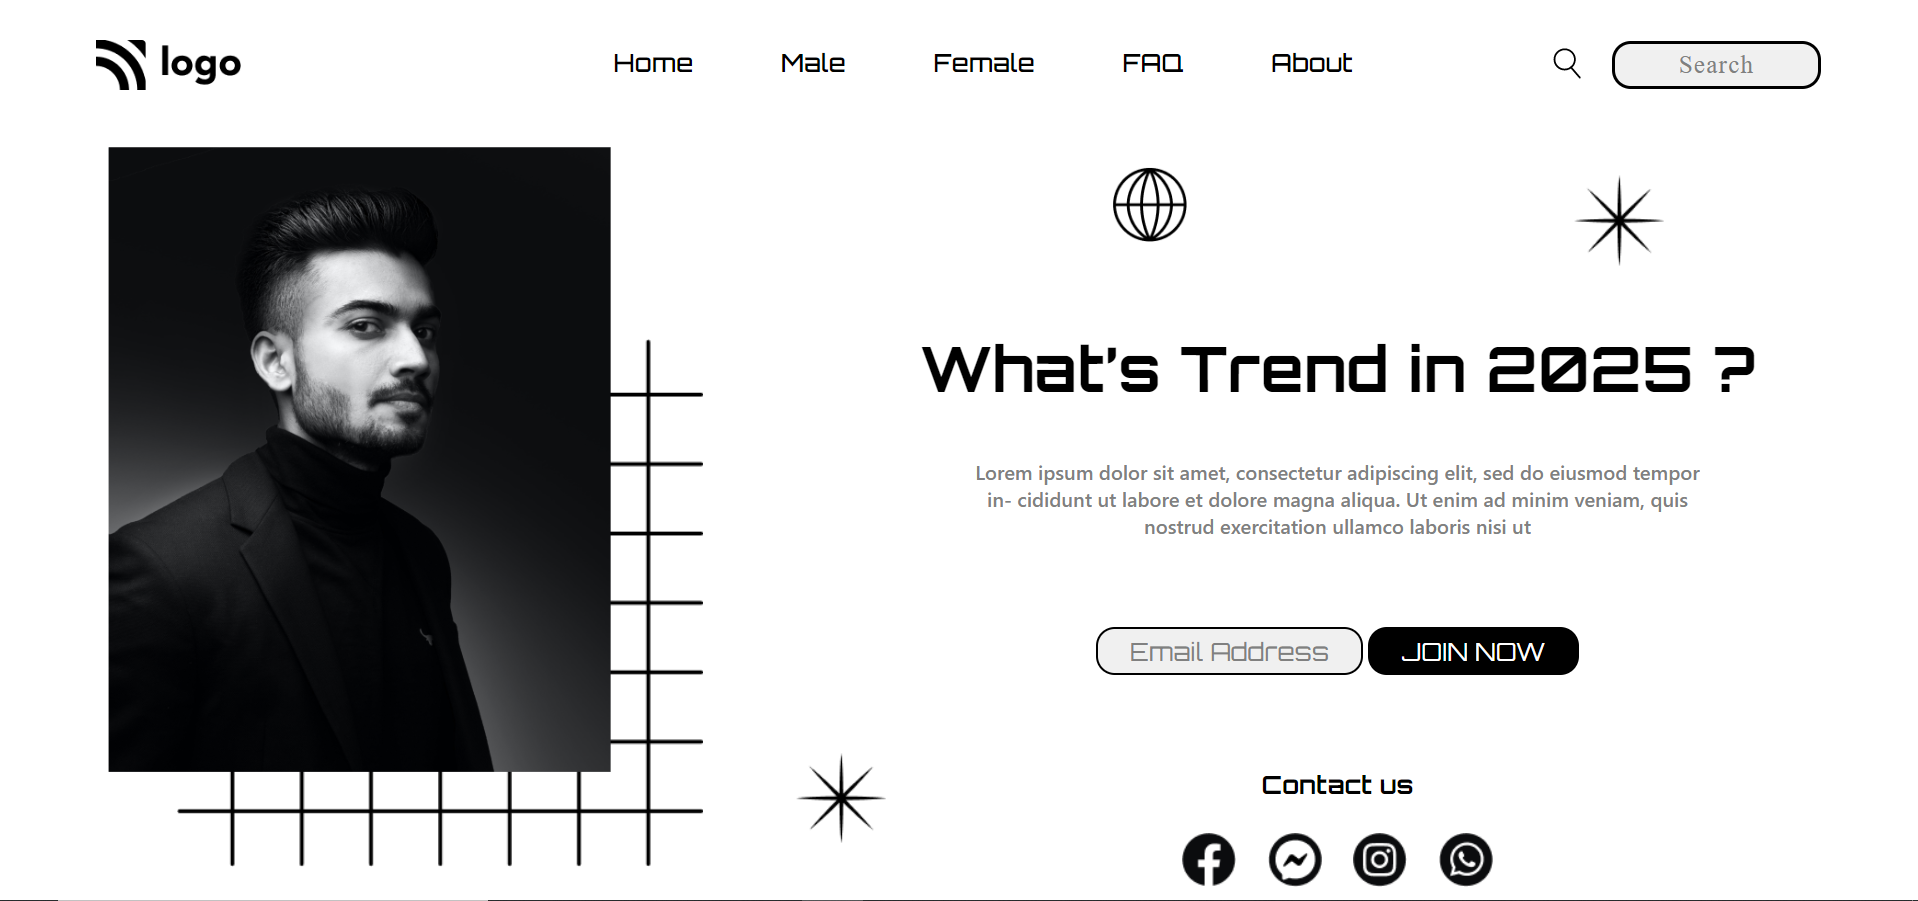 logo
Home Male Female FAQ About
Search
What's Trend in 2025 ?
Lorem ipsum dolor sit amet, consectetur adipiscing elit, sed do eiusmod tempor
in- cididunt ut labore et dolore magna aliqua. Ut enim ad minim veniam, quis
nostrud exercitation ullamco laboris nisi ut
Email Address JOIN NOW
Contact us